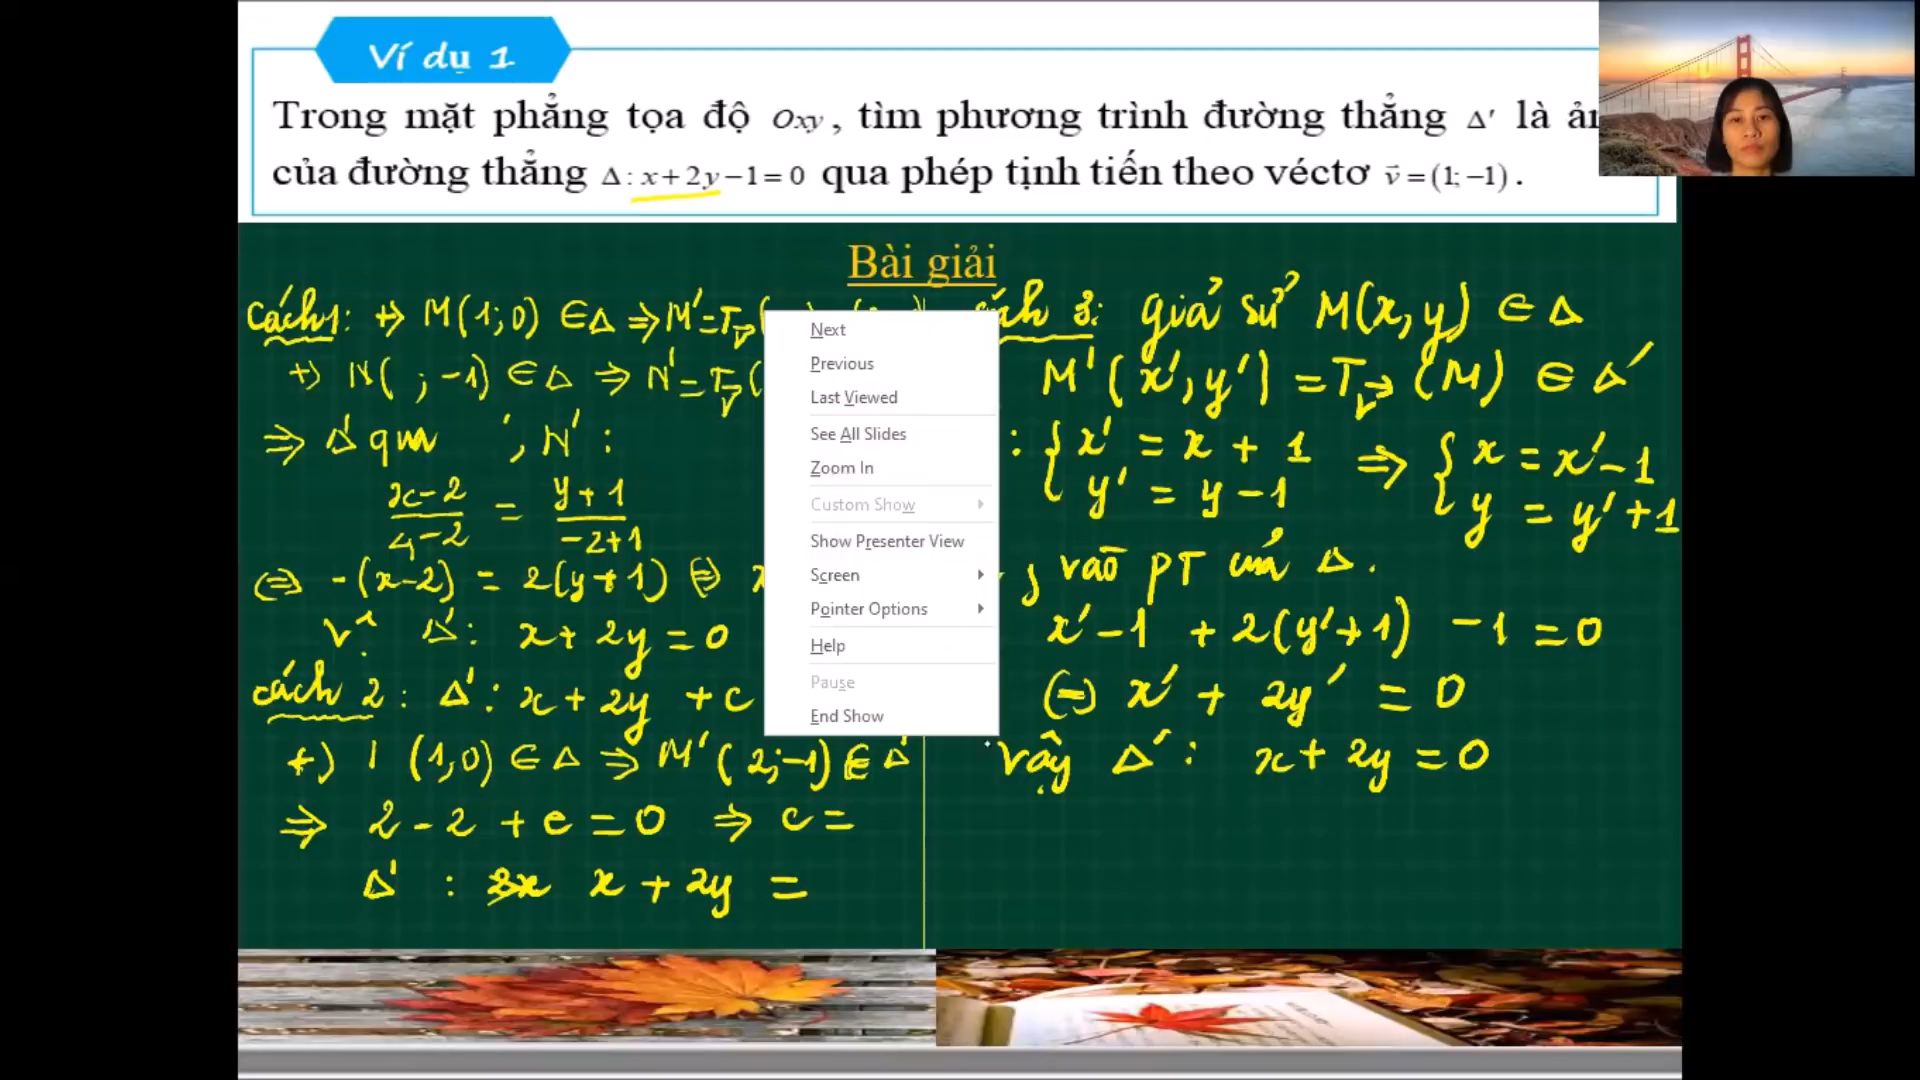 Ví dụ 1
Trong mặt phẳng tọa độ Oxy, tìm phương trình đường thẳng Δ' là
của đường thẳng Δ: x+2y−1=0 qua phép tịnh tiến theo véctơ v⃗=(1;−1).
Bài giải
Cách1: +) M(1;0) ∈Δ ⇒M'=T_v⃗(
+) N( ;-1) ∈Δ ⇒ N'=T_v⃗(
⇒ Δ' qua ', N' :
(x-2)/(4-2) = (y+1)/(-2+1)
⇔ -(x-2) = 2(y+1) ⇔
Δ': x+ 2y = 0
cách 2 : Δ': x + 2y + c
+) (1,0) ∈ Δ ⇒ M'(2;-1) ∈ Δ'
⇒ 2 - 2 + c = 0 ⇒ c =
Δ' : x + 2y =
Next
Previous
Last Viewed
See All Slides
Zoom In
Custom Show
Show Presenter View
Screen
Pointer Options
Help
Pause
End Show
3: giả sử M(x,y) ∈ Δ
M'(x',y') = T_v⃗ (M) ∈ Δ'
: { x' = x + 1 ⇒ { x = x'-1
y' = y -1 y = y'+1
vào PT của Δ.
x'-1 + 2(y'+1) -1 = 0
⇔ x' + 2y' = 0
Vậy Δ': x+ 2y = 0